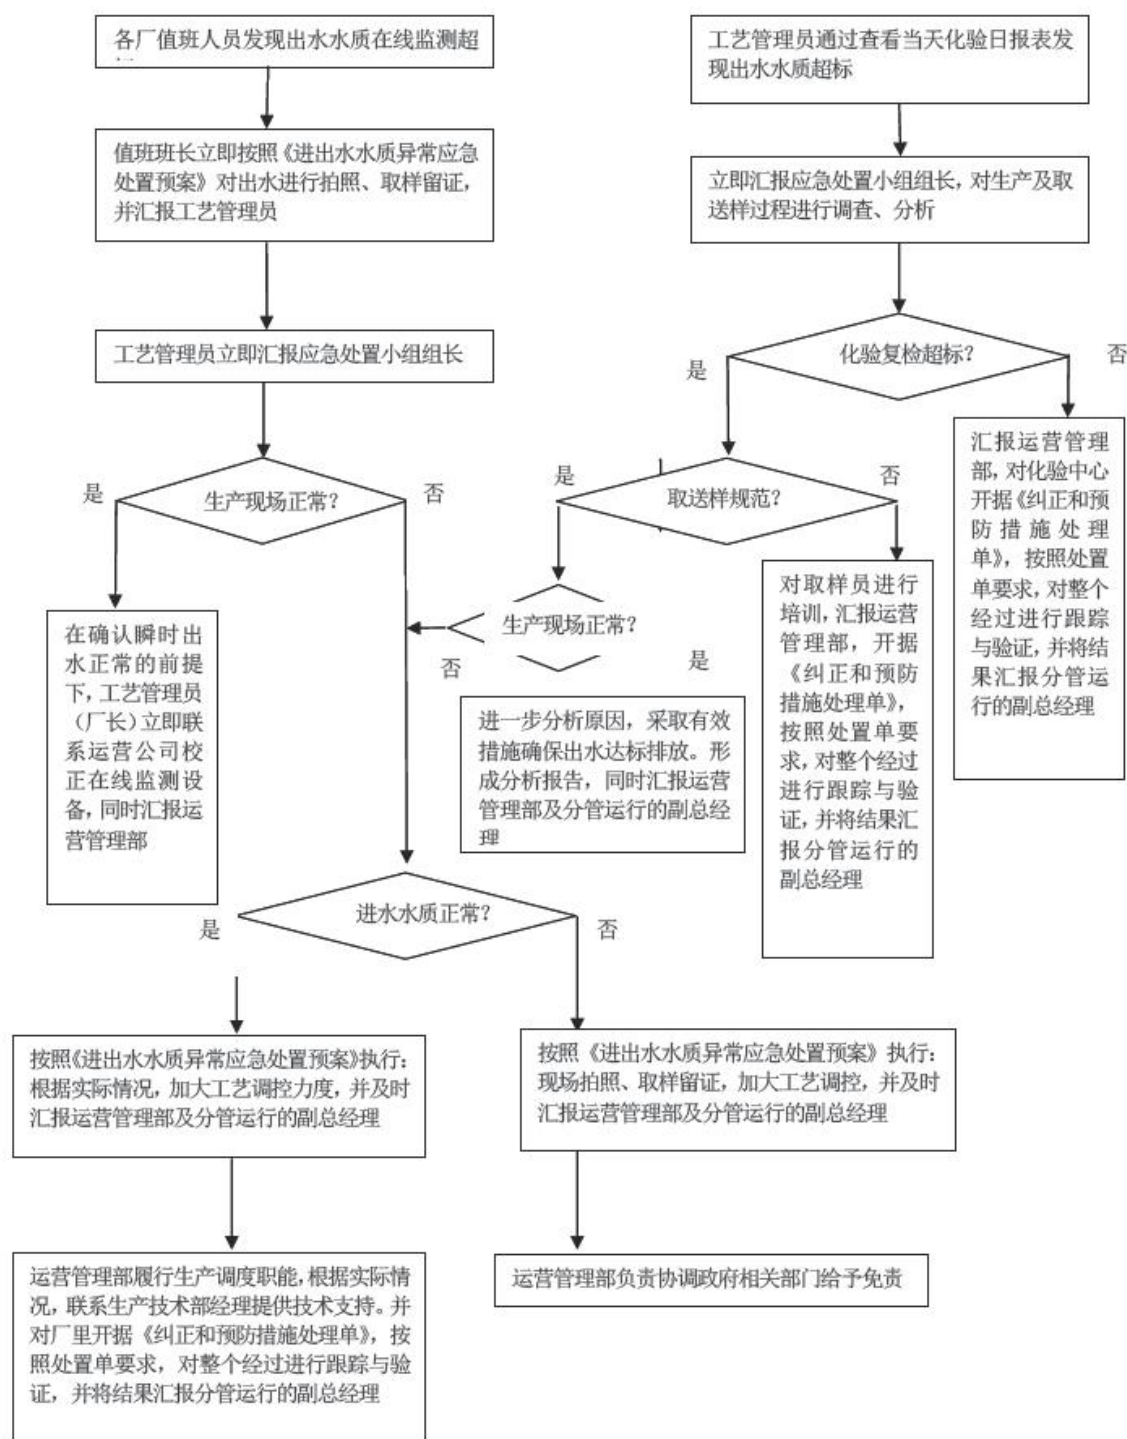 各厂值班人员发现出水水质在线监测超
值班班长立即按照《进出水水质异常应急
处置预案》对出水进行拍照、取样留证,
并汇报工艺管理员
工艺管理员立即汇报应急处置小组组长
生产现场正常?
是
否
在确认瞬时出
水正常的前提
下,工艺管理员
(厂长)立即联
系运营公司校
正在线监测设
备,同时汇报运
营管理部
工艺管理员通过查看当天化验日报表发
现出水水质超标
立即汇报应急处置小组组长,对生产及取
送样过程进行调查、分析
化验复检超标?
是
否
取送样规范?
是
否
汇报运营管理
部,对化验中心
开据《纠正和预
防措施处理
单》,按照处置
单要求,对整个
经过进行跟踪
与验证,并将结
果汇报分管运
行的副总经理
生产现场正常?
否
是
对取样员进行
培训,汇报运营
管理部,开据
《纠正和预防
措施处理单》,
按照处置单要
求,对整个经过
进行跟踪与验
证,并将结果汇
报分管运行的
副总经理
进一步分析原因,采取有效
措施确保出水达标排放。形
成分析报告,同时汇报运营
管理部及分管运行的副总经
理
进水水质正常?
是
否
按照《进出水水质异常应急处置预案》执行:
根据实际情况,加大工艺调控力度,并及时
汇报运营管理部及分管运行的副总经理
按照《进出水水质异常应急处置预案》执行:
现场拍照、取样留证,加大工艺调控,并及时
汇报运营管理部及分管运行的副总经理
运营管理部履行生产调度职能,根据实际情
况,联系生产技术部经理提供技术支持。并
对厂里开据《纠正和预防措施处理单》,按
照处置单要求,对整个经过进行跟踪与验
证,并将结果汇报分管运行的副总经理
运营管理部负责协调政府相关部门给予免责